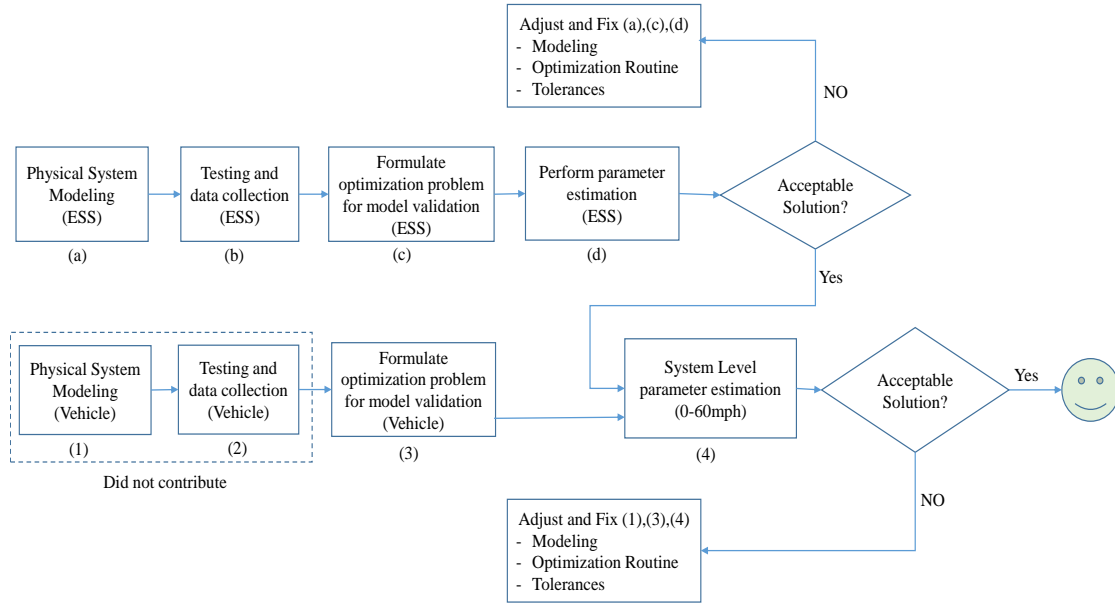 Adjust and Fix (a),(c),(d)
- Modeling
- Optimization Routine
- Tolerances
NO
Physical System
Modeling
(ESS)
(a)
Testing and
data collection
(ESS)
(b)
Formulate
optimization problem
for model validation
(ESS)
(c)
Perform parameter
estimation
(ESS)
(d)
Acceptable
Solution?
Yes
Physical System
Modeling
(Vehicle)
(1)
Testing and
data collection
(Vehicle)
(2)
Did not contribute
Formulate
optimization problem
for model validation
(Vehicle)
(3)
System Level
parameter estimation
(0-60mph)
(4)
Acceptable
Solution?
Yes
NO
Adjust and Fix (1),(3),(4)
- Modeling
- Optimization Routine
- Tolerances